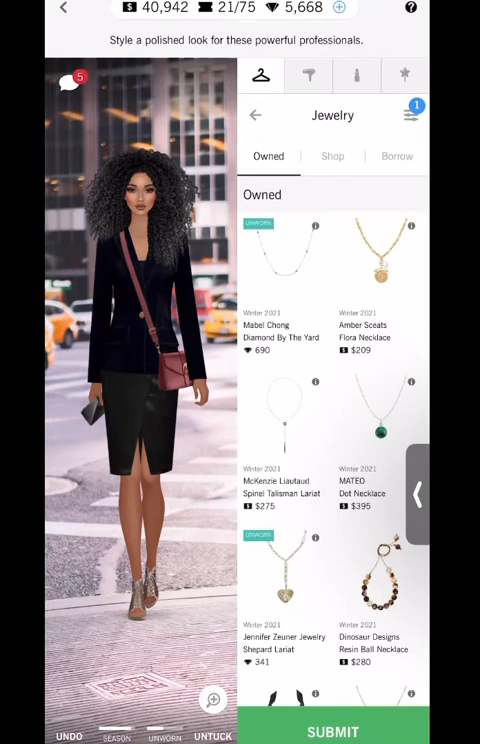 40,942 21/75 5,668
Style a polished look for these powerful professionals.
5
1
Jewelry
Owned Shop Borrow
Owned
UNWORN
Winter 2021
Mabel Chong
Diamond By The Yard
690
Winter 2021
Amber Sceats
Flora Necklace
$209
Winter 2021
McKenzie Liautaud
Spinel Talisman Lariat
$275
Winter 2021
MATEO
Dot Necklace
$395
UNWORN
Winter 2021
Jennifer Zeuner Jewelry
Shepard Lariat
341
Winter 2021
Dinosaur Designs
Resin Ball Necklace
$280
UNDO SEASON UNWORN UNTUCK
SUBMIT